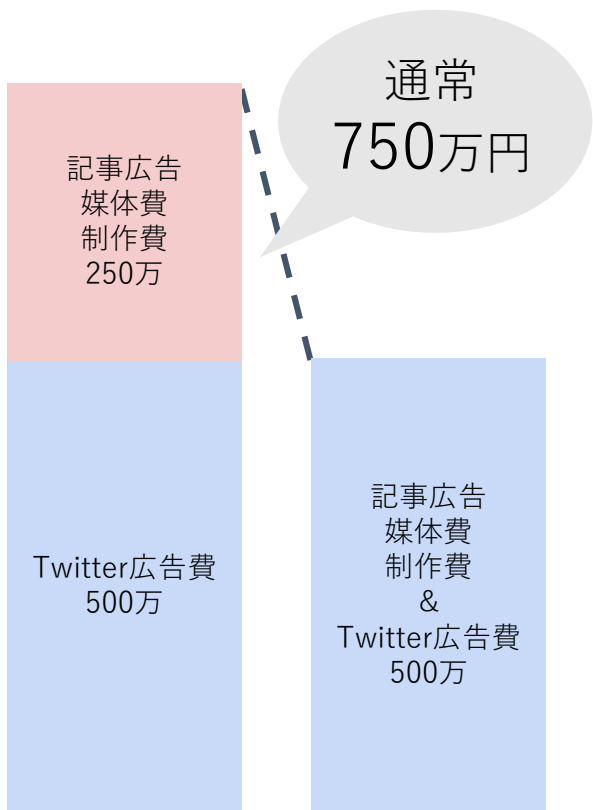 通常
750万円
記事広告
媒体費
制作費
250万
Twitter広告費
500万
記事広告
媒体費
制作費
&
Twitter広告費
500万